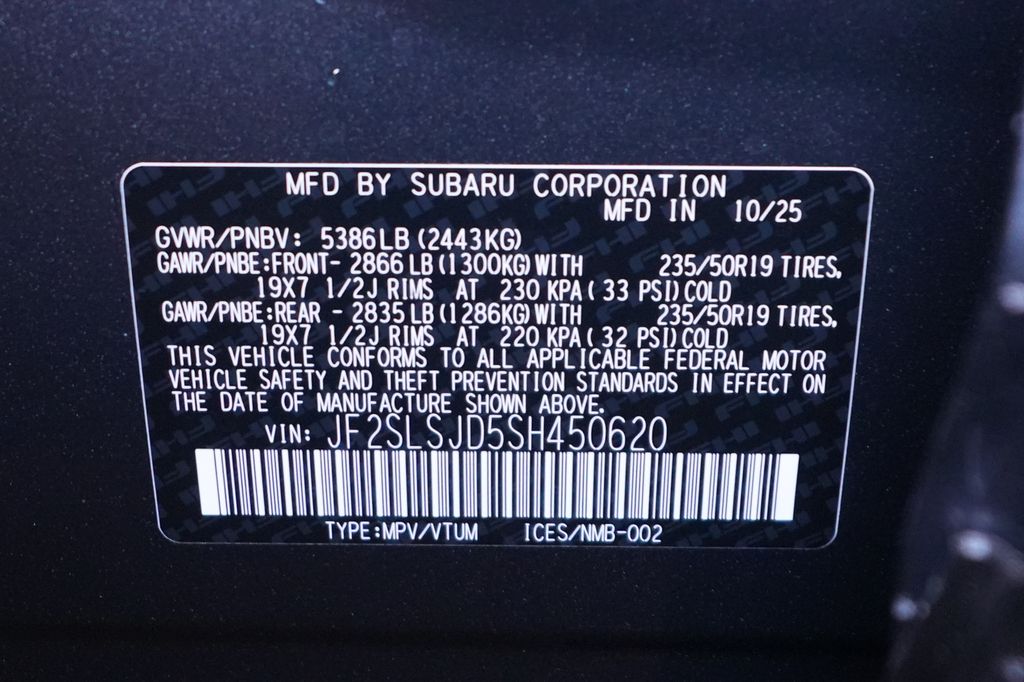 MFD BY SUBARU CORPORATION
MFD IN 10/25
GVWR/PNBV: 5386LB (2443KG)
GAWR/PNBE:FRONT- 2866LB (1300KG) WITH 235/50R19 TIRES,
19X7 1/2J RIMS AT 230 KPA ( 33 PSI) COLD
GAWR/PNBE:REAR - 2835LB (1286KG) WITH 235/50R19 TIRES,
19X7 1/2J RIMS AT 220 KPA ( 32 PSI) COLD
THIS VEHICLE CONFORMS TO ALL APPLICABLE FEDERAL MOTOR
VEHICLE SAFETY AND THEFT PREVENTION STANDARDS IN EFFECT ON
THE DATE OF MANUFACTURE SHOWN ABOVE.
VIN: JF2SLSJD5SH450620
TYPE:MPV/VTUM ICES/NMB-002